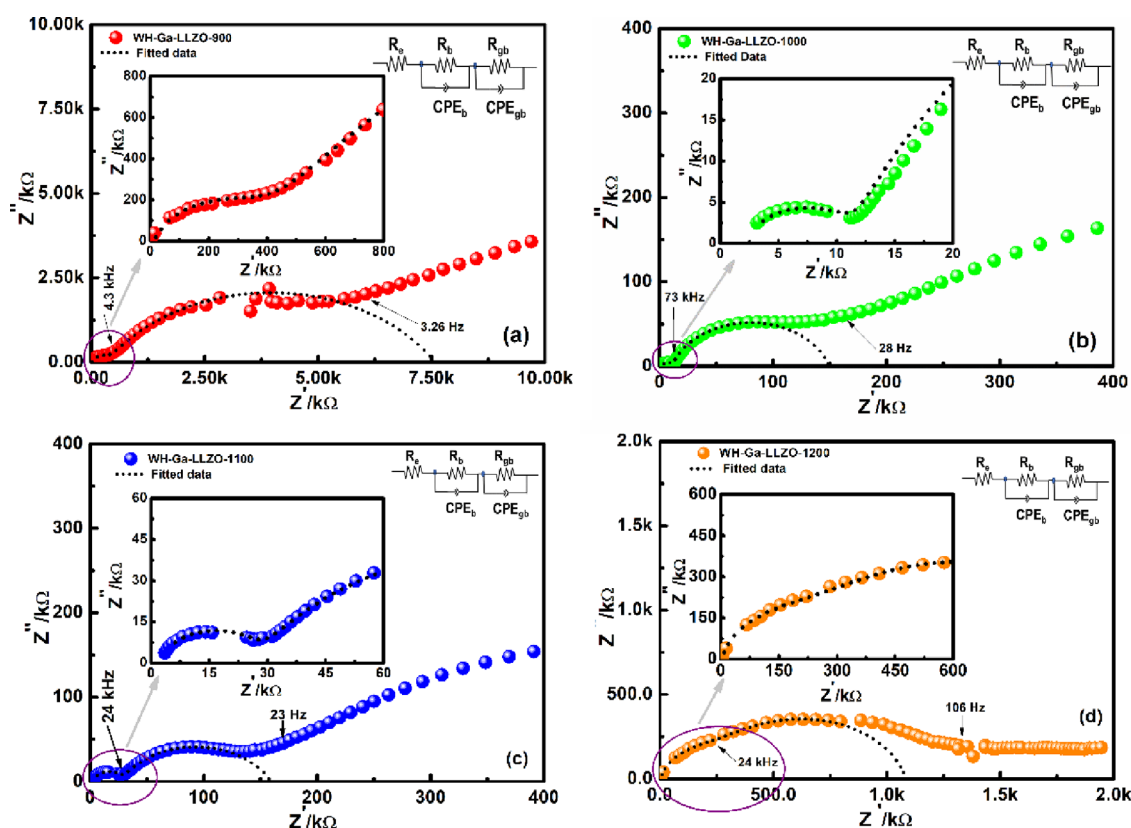 10.00k
7.50k
5.00k
2.50k
0.00
Z''/kΩ
WH-Ga-LLZO-900
Fitted data
Re Rb Rgb
CPEb CPEgb
800
600
400
200
0
Z''/kΩ
0 200 400 600 800
Z'/kΩ
4.3 kHz
3.26 Hz
(a)
0.00 2.50k 5.00k 7.50k 10.00k
Z'/kΩ
400
300
200
100
0
Z''/kΩ
WH-Ga-LLZO-1000
Fitted Data
Re Rb Rgb
CPEb CPEgb
20
15
10
5
0
Z''/kΩ
0 5 10 15 20
Z'/kΩ
73 kHz
28 Hz
(b)
0 100 200 300 400
Z'/kΩ
400
300
200
100
0
Z''/kΩ
WH-Ga-LLZO-1100
Fitted data
Re Rb Rgb
CPEb CPEgb
60
45
30
15
0
Z''/kΩ
0 15 30 45 60
Z'/kΩ
24 kHz
23 Hz
(c)
0 100 200 300 400
Z'/kΩ
2.0k
1.5k
1.0k
500.0
0.0
Z''/kΩ
WH-Ga-LLZO-1200
Fitted data
Re Rb Rgb
CPEb CPEgb
600
450
300
150
0
Z''/kΩ
0 150 300 450 600
Z'/kΩ
24 kHz
106 Hz
(d)
0.0 500.0 1.0k 1.5k 2.0k
Z'/kΩ